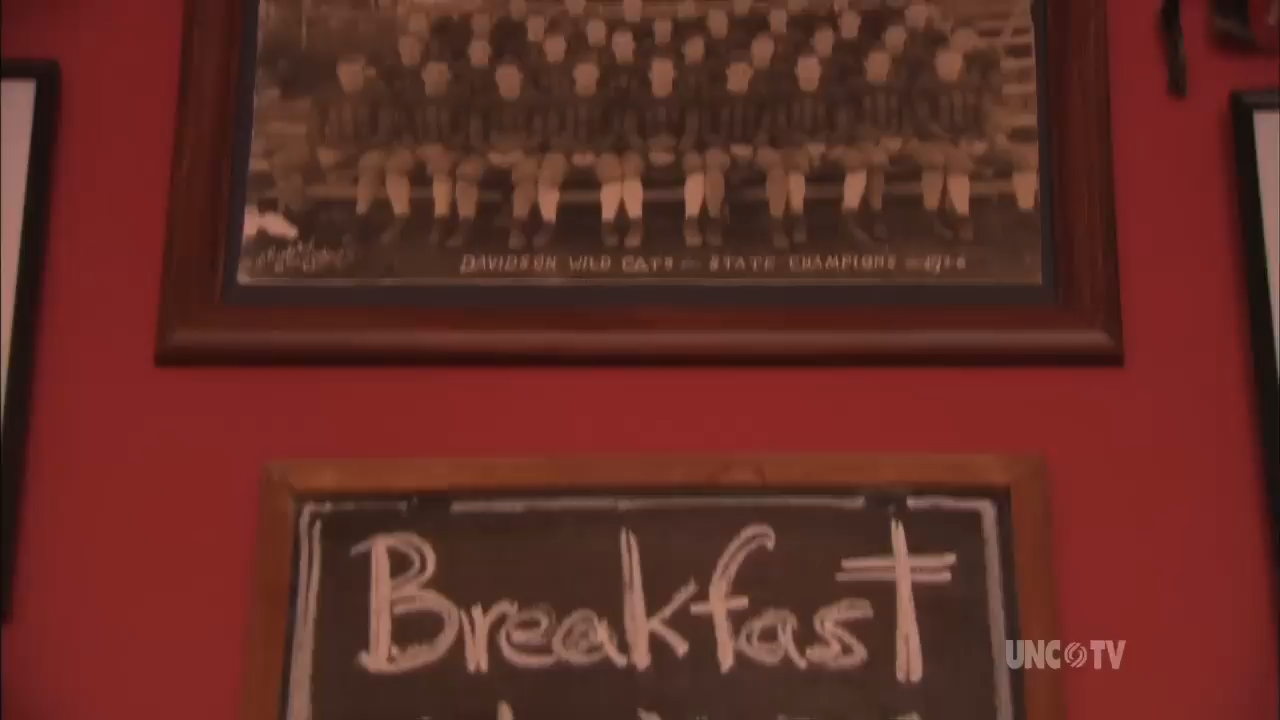 DAVIDSON WILD CATS — STATE CHAMPIONS —
Breakfast
UNC TV